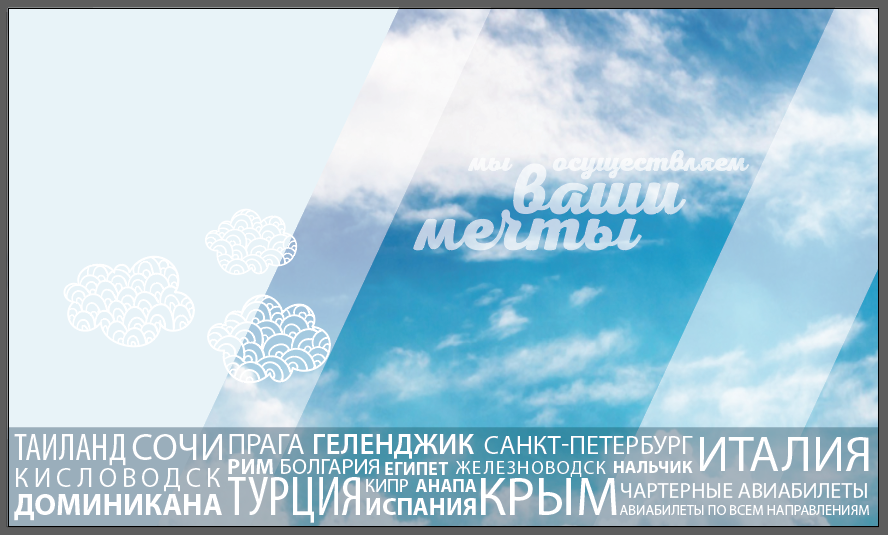 мы осуществляем
ваши
мечты
ТАИЛАНД СОЧИ ПРАГА ГЕЛЕНДЖИК САНКТ-ПЕТЕРБУРГ ИТАЛИЯ
КИСЛОВОДСК РИМ БОЛГАРИЯ ЕГИПЕТ ЖЕЛЕЗНОВОДСК НАЛЬЧИК
ДОМИНИКАНА ТУРЦИЯ КИПР АНАПА КРЫМ ЧАРТЕРНЫЕ АВИАБИЛЕТЫ
ИСПАНИЯ АВИАБИЛЕТЫ ПО ВСЕМ НАПРАВЛЕНИЯМ